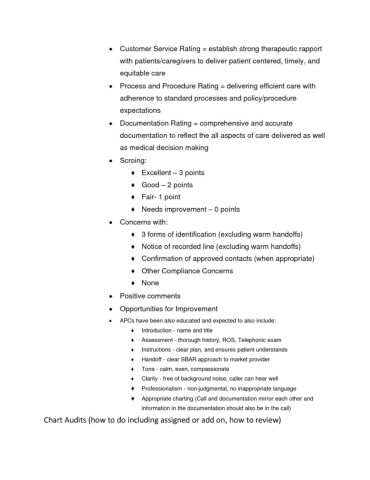 • Customer Service Rating = establish strong therapeutic rapport
with patients/caregivers to deliver patient centered, timely, and
equitable care
• Process and Procedure Rating = delivering efficient care with
adherence to standard processes and policy/procedure
expectations
• Documentation Rating = comprehensive and accurate
documentation to reflect the all aspects of care delivered as well
as medical decision making
• Scroing:
♦ Excellent – 3 points
♦ Good – 2 points
♦ Fair- 1 point
♦ Needs improvement – 0 points
• Concerns with:
♦ 3 forms of identification (excluding warm handoffs)
♦ Notice of recorded line (excluding warm handoffs)
♦ Confirmation of approved contacts (when appropriate)
♦ Other Compliance Concerns
♦ None
• Positive comments
• Opportunities for Improvement
• APCs have been also educated and expected to also include:
♦ Introduction - name and title
♦ Assessment - thorough history, ROS, Telephonic exam
♦ Instructions - clear plan, and ensures patient understands
♦ Handoff - clear SBAR approach to market provider
♦ Tone - calm, even, compassionate
♦ Clarity - free of background noise, caller can hear well
♦ Professionalism - non-judgmental, no inappropriate language
♦ Appropriate charting (Call and documentation mirror each other and
information in the documentation should also be in the call)
Chart Audits (how to do including assigned or add on, how to review)